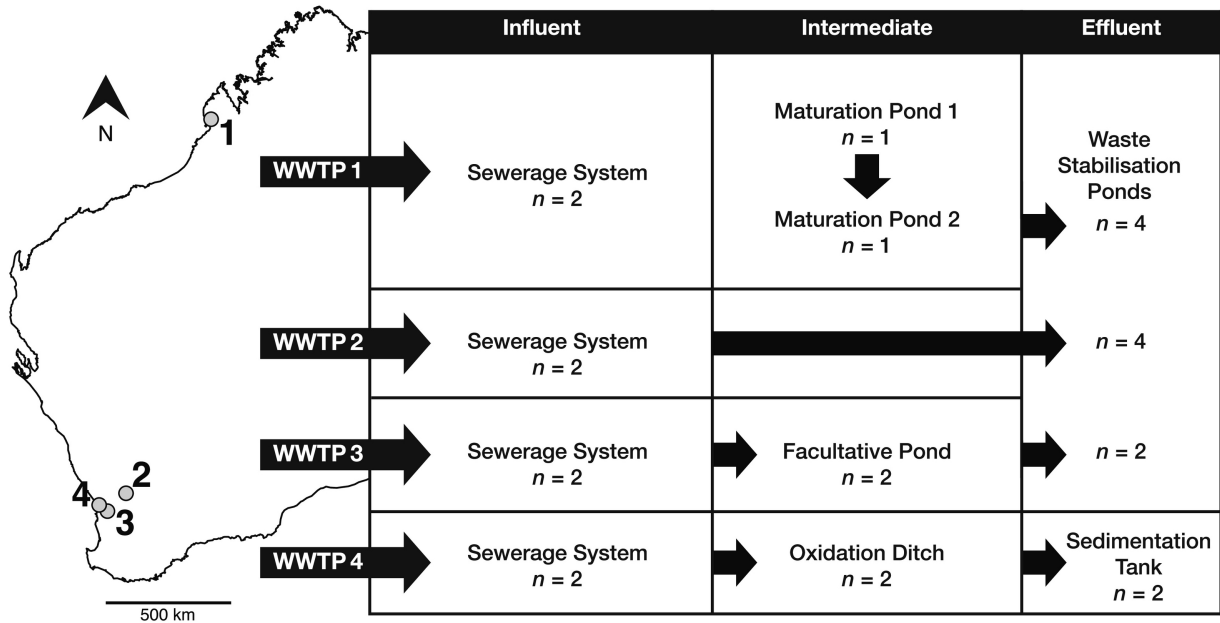 Influent
Intermediate
Effluent
N
1
WWTP 1
Sewerage System
n = 2
Maturation Pond 1
n = 1
Maturation Pond 2
n = 1
Waste
Stabilisation
Ponds
n = 4
WWTP 2
Sewerage System
n = 2
n = 4
WWTP 3
Sewerage System
n = 2
Facultative Pond
n = 2
n = 2
2
4
3
WWTP 4
Sewerage System
n = 2
Oxidation Ditch
n = 2
Sedimentation
Tank
n = 2
500 km